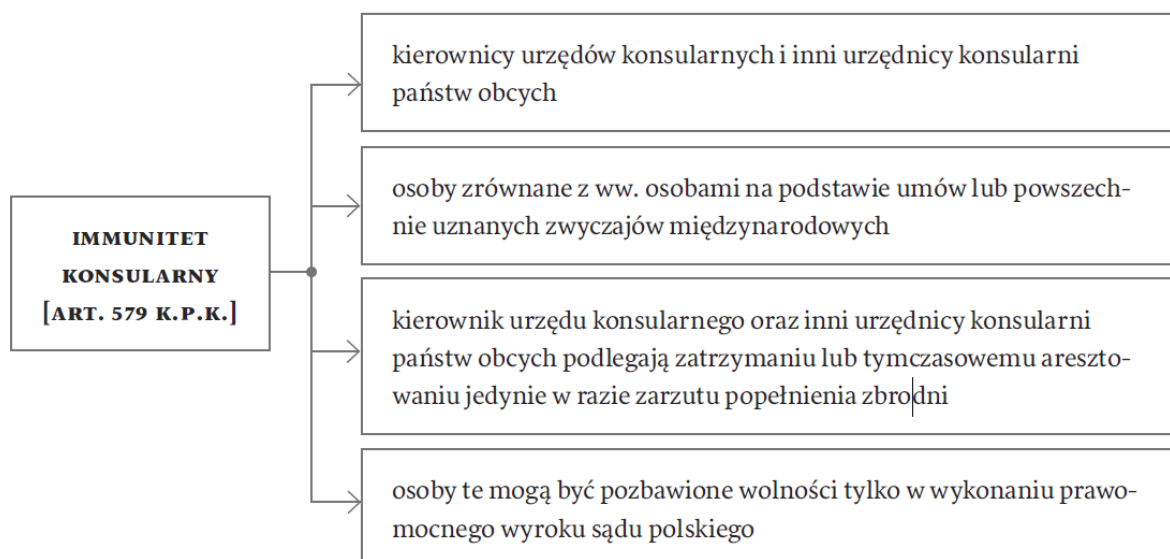 IMMUNITET
KONSULARNY
[ART. 579 K.P.K.]
kierownicy urzędów konsularnych i inni urzędnicy konsularni
państw obcych
osoby zrównane z ww. osobami na podstawie umów lub powszech-
nie uznanych zwyczajów międzynarodowych
kierownik urzędu konsularnego oraz inni urzędnicy konsularni
państw obcych podlegają zatrzymaniu lub tymczasowemu areszto-
waniu jedynie w razie zarzutu popełnienia zbrodni
osoby te mogą być pozbawione wolności tylko w wykonaniu prawo-
mocnego wyroku sądu polskiego